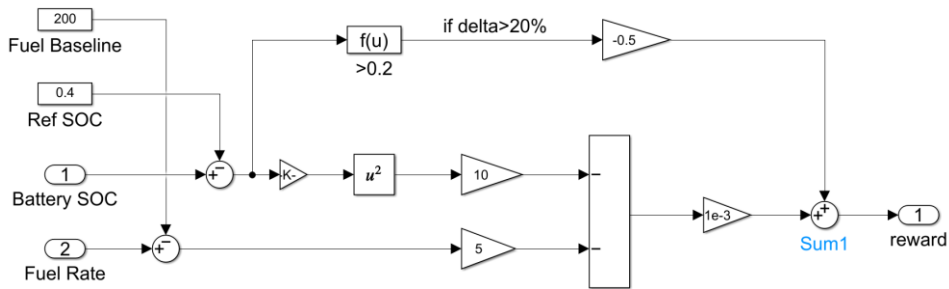 200
Fuel Baseline
f(u)
>0.2
if delta>20%
-0.5
0.4
Ref SOC
−
+
1
Battery SOC
-K-
u²
10
−
1e-3
+
+
Sum1
1
reward
−
+
2
Fuel Rate
5
−